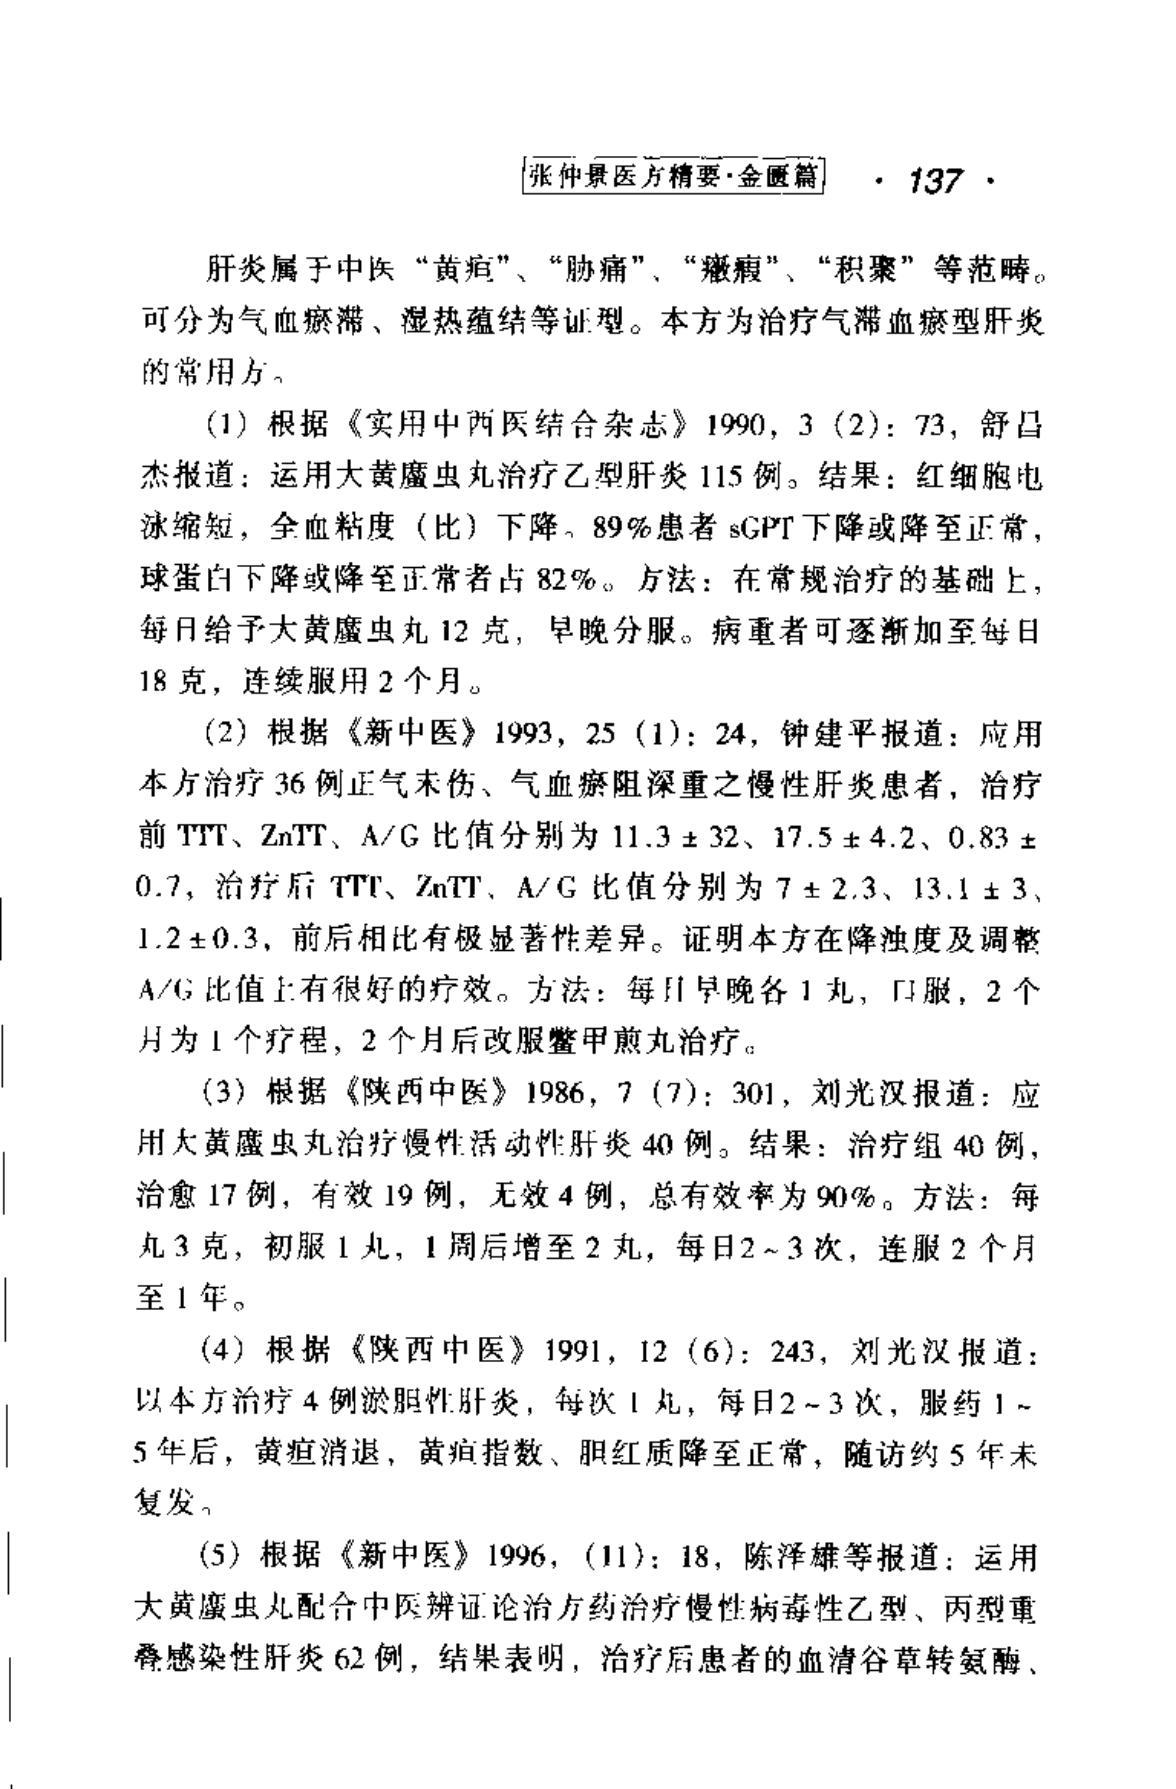 张仲景医方精要·金匮篇 · 137 ·
肝炎属于中医“黄疸”、“胁痛”、“癥瘕”、“积聚”等范畴。
可分为气血瘀滞、湿热蕴结等证型。本方为治疗气滞血瘀型肝炎
的常用方。
(1) 根据《实用中西医结合杂志》1990，3 (2)：73，舒昌
杰报道：运用大黄䗪虫丸治疗乙型肝炎 115 例。结果：红细胞电
泳缩短，全血粘度（比）下降。89%患者 sGPT 下降或降至正常，
球蛋白下降或降至正常者占 82%。方法：在常规治疗的基础上，
每日给予大黄䗪虫丸 12 克，早晚分服。病重者可逐渐加至每日
18 克，连续服用 2 个月。
(2) 根据《新中医》1993，25 (1)：24，钟建平报道：应用
本方治疗 36 例正气未伤、气血瘀阻深重之慢性肝炎患者，治疗
前 TTT、ZnTT、A/G 比值分别为 11.3 ± 32、17.5 ± 4.2、0.83 ±
0.7，治疗后 TTT、ZnTT、A/G 比值分别为 7 ± 2.3、13.1 ± 3、
1.2±0.3，前后相比有极显著性差异。证明本方在降浊度及调整
A/G 比值上有很好的疗效。方法：每日早晚各 1 丸，口服，2 个
月为 1 个疗程，2 个月后改服鳖甲煎丸治疗。
(3) 根据《陕西中医》1986，7 (7)：301，刘光汉报道：应
用大黄䗪虫丸治疗慢性活动性肝炎 40 例。结果：治疗组 40 例，
治愈 17 例，有效 19 例，无效 4 例，总有效率为 90%。方法：每
丸 3 克，初服 1 丸，1 周后增至 2 丸，每日2～3 次，连服 2 个月
至 1 年。
(4) 根据《陕西中医》1991，12 (6)：243，刘光汉报道：
以本方治疗 4 例淤胆性肝炎，每次 1 丸，每日2～3 次，服药 1～
5 年后，黄疸消退，黄疸指数、胆红质降至正常，随访约 5 年未
复发。
(5) 根据《新中医》1996，(11)：18，陈泽雄等报道：运用
大黄䗪虫丸配合中医辨证论治方药治疗慢性病毒性乙型、丙型重
叠感染性肝炎 62 例，结果表明，治疗后患者的血清谷草转氨酶、